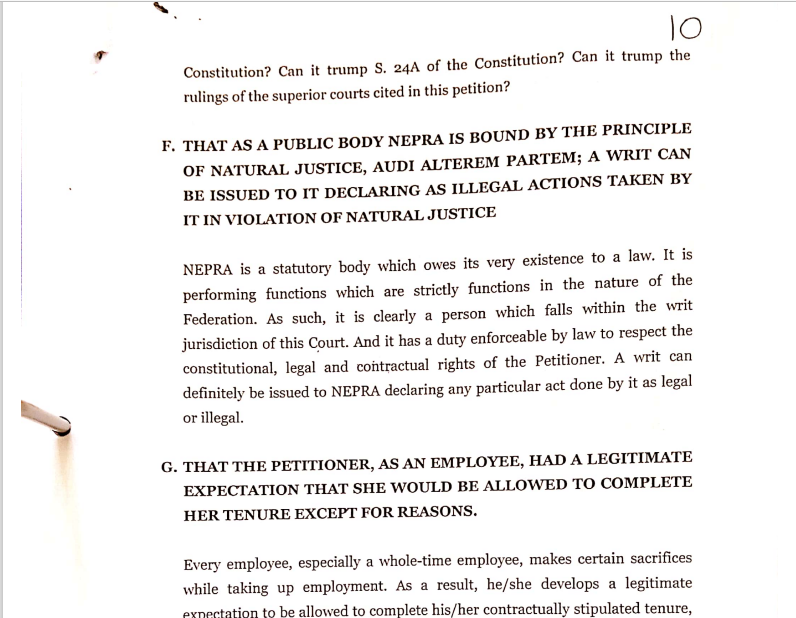 10
Constitution? Can it trump S. 24A of the Constitution? Can it trump the
rulings of the superior courts cited in this petition?
F. THAT AS A PUBLIC BODY NEPRA IS BOUND BY THE PRINCIPLE
OF NATURAL JUSTICE, AUDI ALTEREM PARTEM; A WRIT CAN
BE ISSUED TO IT DECLARING AS ILLEGAL ACTIONS TAKEN BY
IT IN VIOLATION OF NATURAL JUSTICE
NEPRA is a statutory body which owes its very existence to a law. It is
performing functions which are strictly functions in the nature of the
Federation. As such, it is clearly a person which falls within the writ
jurisdiction of this Court. And it has a duty enforceable by law to respect the
constitutional, legal and contractual rights of the Petitioner. A writ can
definitely be issued to NEPRA declaring any particular act done by it as legal
or illegal.
G. THAT THE PETITIONER, AS AN EMPLOYEE, HAD A LEGITIMATE
EXPECTATION THAT SHE WOULD BE ALLOWED TO COMPLETE
HER TENURE EXCEPT FOR REASONS.
Every employee, especially a whole-time employee, makes certain sacrifices
while taking up employment. As a result, he/she develops a legitimate
expectation to be allowed to complete his/her contractually stipulated tenure,